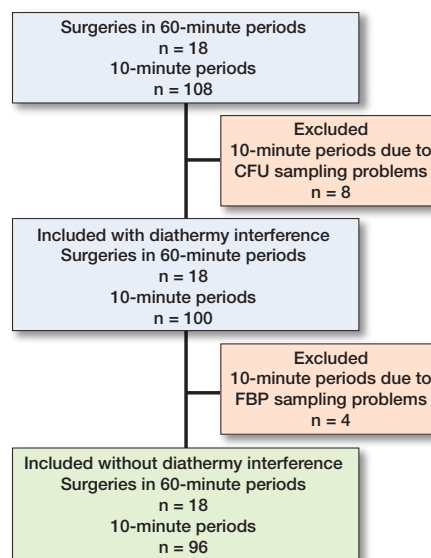 Surgeries in 60-minute periods
n = 18
10-minute periods
n = 108
Excluded
10-minute periods due to
CFU sampling problems
n = 8
Included with diathermy interference
Surgeries in 60-minute periods
n = 18
10-minute periods
n = 100
Excluded
10-minute periods due to
FBP sampling problems
n = 4
Included without diathermy interference
Surgeries in 60-minute periods
n = 18
10-minute periods
n = 96